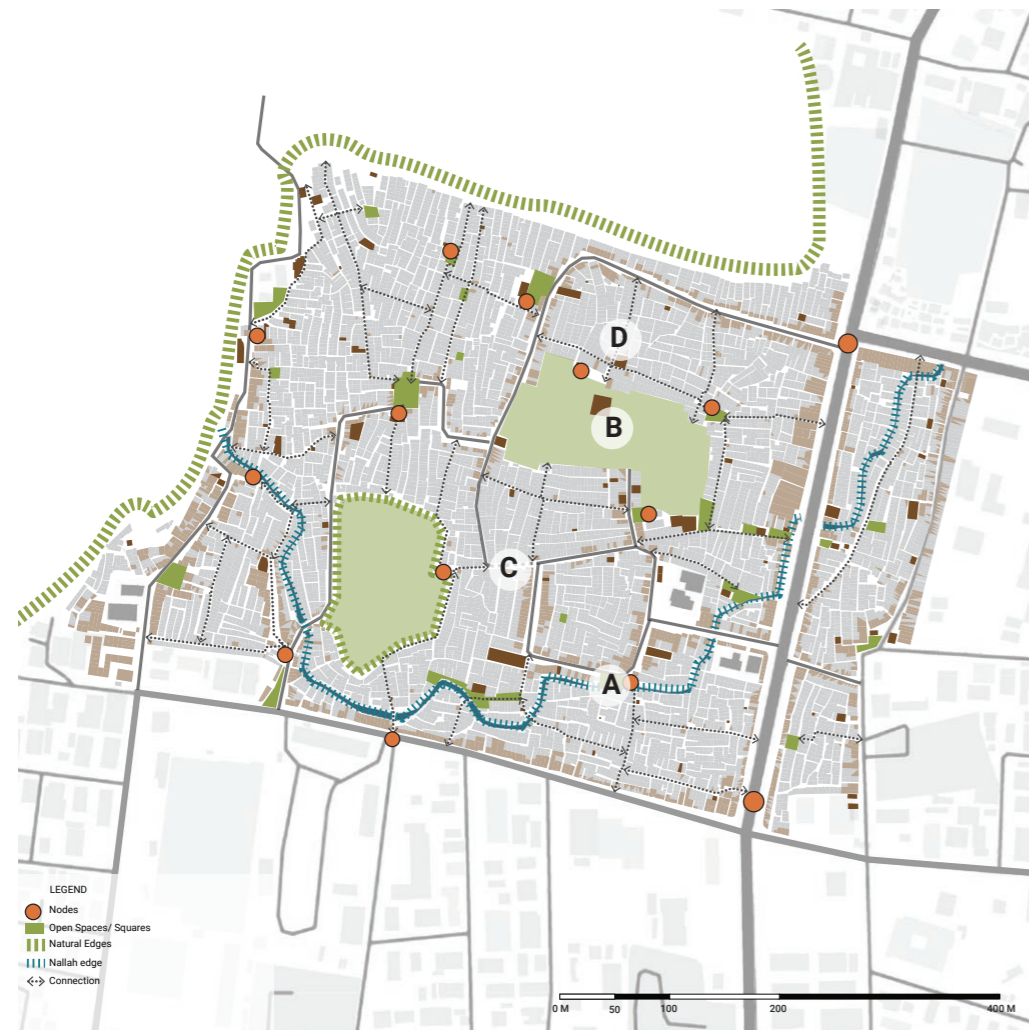 D
B
C
A
LEGEND
Nodes
Open Spaces/ Squares
Natural Edges
Nallah edge
Connection
0 M 50 100 200 400 M